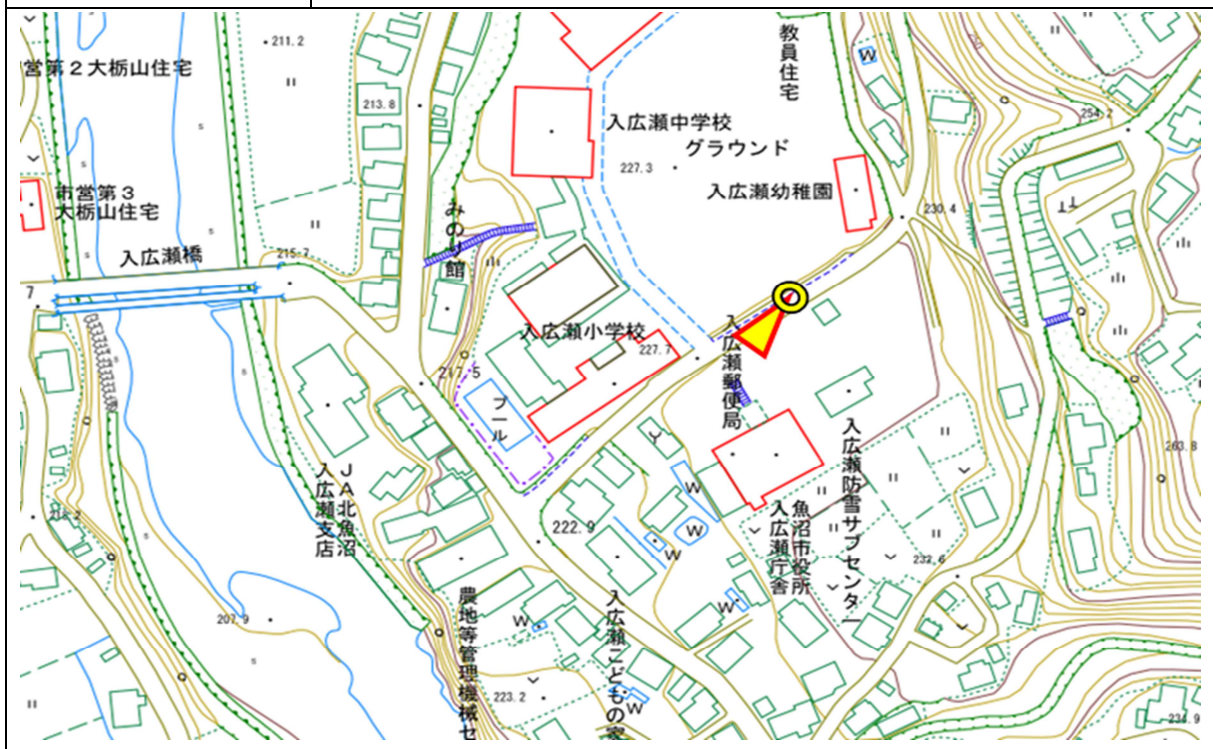 211.2
営第2大栃山住宅
213.8
教員住宅
W
254.2
入広瀬中学校
グラウンド
227.3
入広瀬幼稚園
市営第3
大栃山住宅
230.4
入広瀬橋
215.7
7
入広瀬小学校
227.7
217.5
プール
入広瀬郵便局
入広瀬防雪サブセンター
263.8
JA北魚沼
入広瀬支店
W
W
W
222.9
魚沼市役所
入広瀬庁舎
232.6
農地等管理機械セ
入広瀬こどもの家
W
W
207.9
223.2
W
234.9